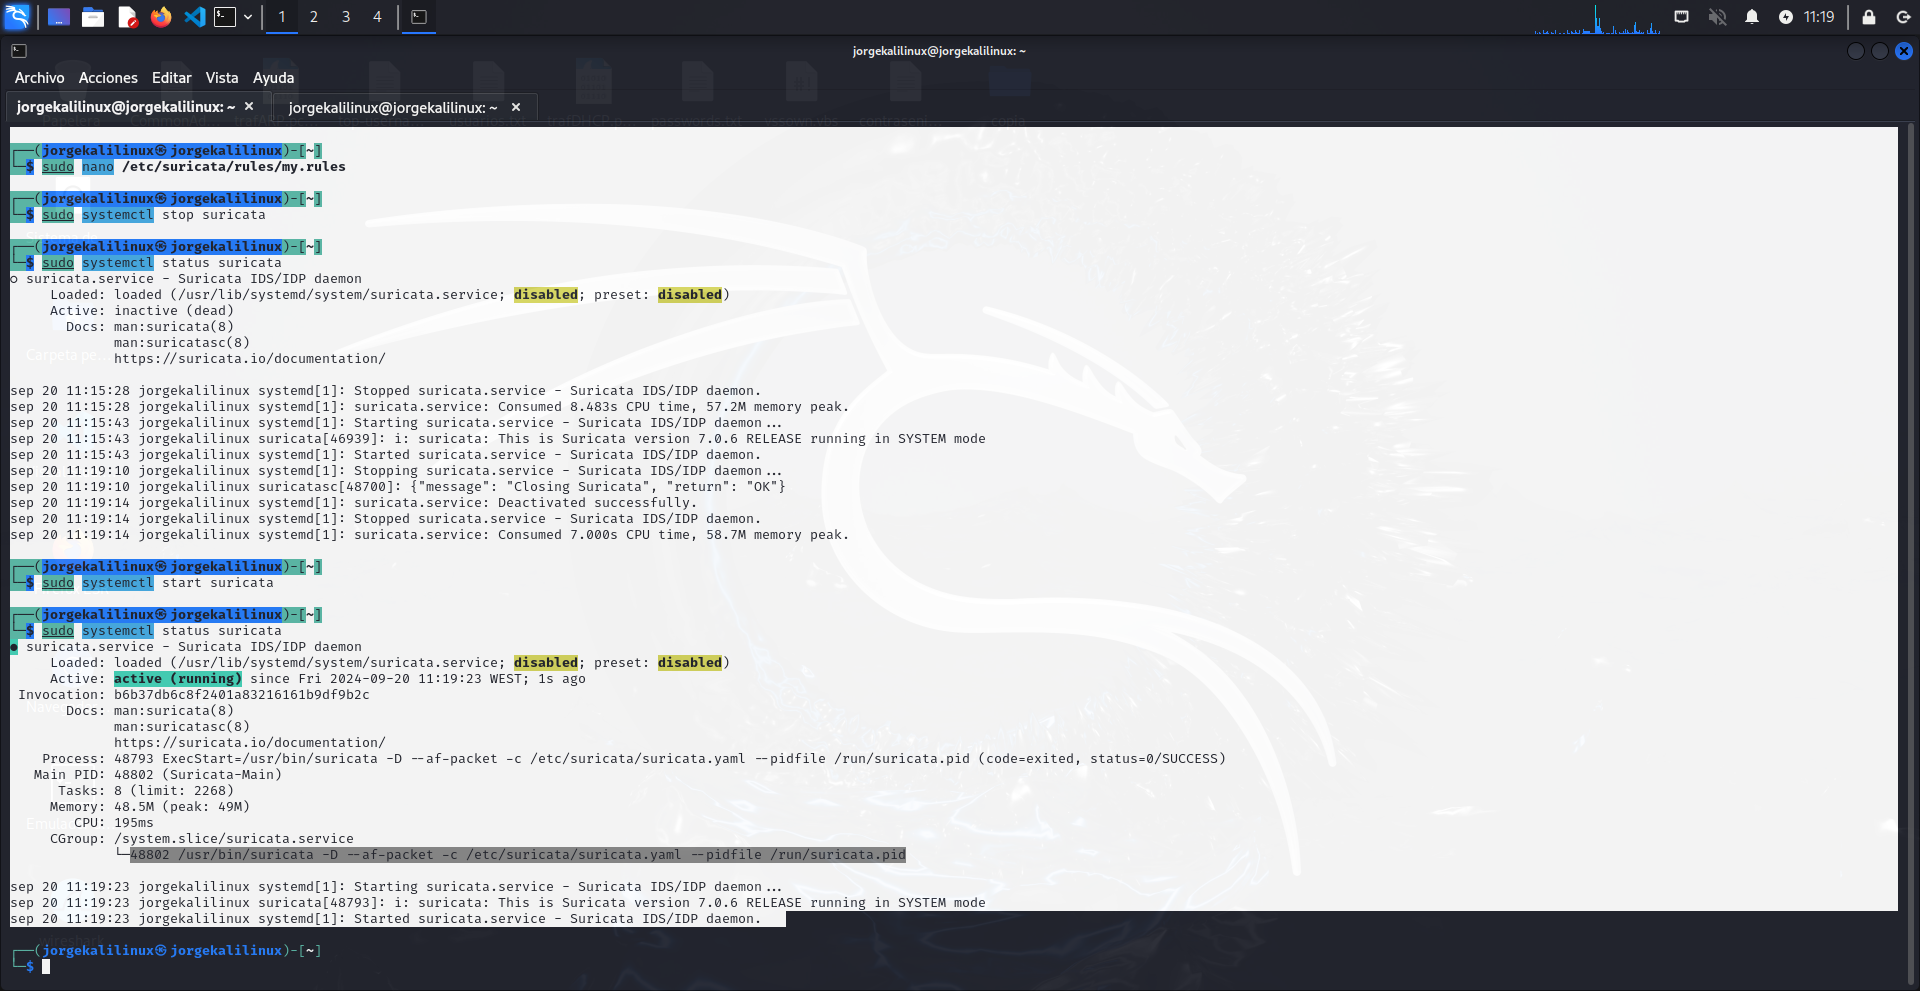 1 2 3 4 11:19
jorgekalilinux@jorgekalilinux: ~
Archivo Acciones Editar Vista Ayuda
jorgekalilinux@jorgekalilinux: ~ × jorgekalilinux@jorgekalilinux: ~ ×
┌──(jorgekalilinux㉿jorgekalilinux)-[~]
└─$ sudo nano /etc/suricata/rules/my.rules
┌──(jorgekalilinux㉿jorgekalilinux)-[~]
└─$ sudo systemctl stop suricata
┌──(jorgekalilinux㉿jorgekalilinux)-[~]
└─$ sudo systemctl status suricata
○ suricata.service - Suricata IDS/IDP daemon
Loaded: loaded (/usr/lib/systemd/system/suricata.service; disabled; preset: disabled)
Active: inactive (dead)
Docs: man:suricata(8)
man:suricatasc(8)
https://suricata.io/documentation/
sep 20 11:15:28 jorgekalilinux systemd[1]: Stopped suricata.service - Suricata IDS/IDP daemon.
sep 20 11:15:28 jorgekalilinux systemd[1]: suricata.service: Consumed 8.483s CPU time, 57.2M memory peak.
sep 20 11:15:43 jorgekalilinux systemd[1]: Starting suricata.service - Suricata IDS/IDP daemon...
sep 20 11:15:43 jorgekalilinux suricata[46939]: i: suricata: This is Suricata version 7.0.6 RELEASE running in SYSTEM mode
sep 20 11:15:43 jorgekalilinux systemd[1]: Started suricata.service - Suricata IDS/IDP daemon.
sep 20 11:19:10 jorgekalilinux systemd[1]: Stopping suricata.service - Suricata IDS/IDP daemon...
sep 20 11:19:10 jorgekalilinux suricatasc[48700]: {"message": "Closing Suricata", "return": "OK"}
sep 20 11:19:14 jorgekalilinux systemd[1]: suricata.service: Deactivated successfully.
sep 20 11:19:14 jorgekalilinux systemd[1]: Stopped suricata.service - Suricata IDS/IDP daemon.
sep 20 11:19:14 jorgekalilinux systemd[1]: suricata.service: Consumed 7.000s CPU time, 58.7M memory peak.
┌──(jorgekalilinux㉿jorgekalilinux)-[~]
└─$ sudo systemctl start suricata
┌──(jorgekalilinux㉿jorgekalilinux)-[~]
└─$ sudo systemctl status suricata
● suricata.service - Suricata IDS/IDP daemon
Loaded: loaded (/usr/lib/systemd/system/suricata.service; disabled; preset: disabled)
Active: active (running) since Fri 2024-09-20 11:19:23 WEST; 1s ago
Invocation: b6b37db6c8f2401a83216161b9df9b2c
Docs: man:suricata(8)
man:suricatasc(8)
https://suricata.io/documentation/
Process: 48793 ExecStart=/usr/bin/suricata -D --af-packet -c /etc/suricata/suricata.yaml --pidfile /run/suricata.pid (code=exited, status=0/SUCCESS)
Main PID: 48802 (Suricata-Main)
Tasks: 8 (limit: 2268)
Memory: 48.5M (peak: 49M)
CPU: 195ms
CGroup: /system.slice/suricata.service
└─48802 /usr/bin/suricata -D --af-packet -c /etc/suricata/suricata.yaml --pidfile /run/suricata.pid
sep 20 11:19:23 jorgekalilinux systemd[1]: Starting suricata.service - Suricata IDS/IDP daemon...
sep 20 11:19:23 jorgekalilinux suricata[48793]: i: suricata: This is Suricata version 7.0.6 RELEASE running in SYSTEM mode
sep 20 11:19:23 jorgekalilinux systemd[1]: Started suricata.service - Suricata IDS/IDP daemon.
┌──(jorgekalilinux㉿jorgekalilinux)-[~]
└─$